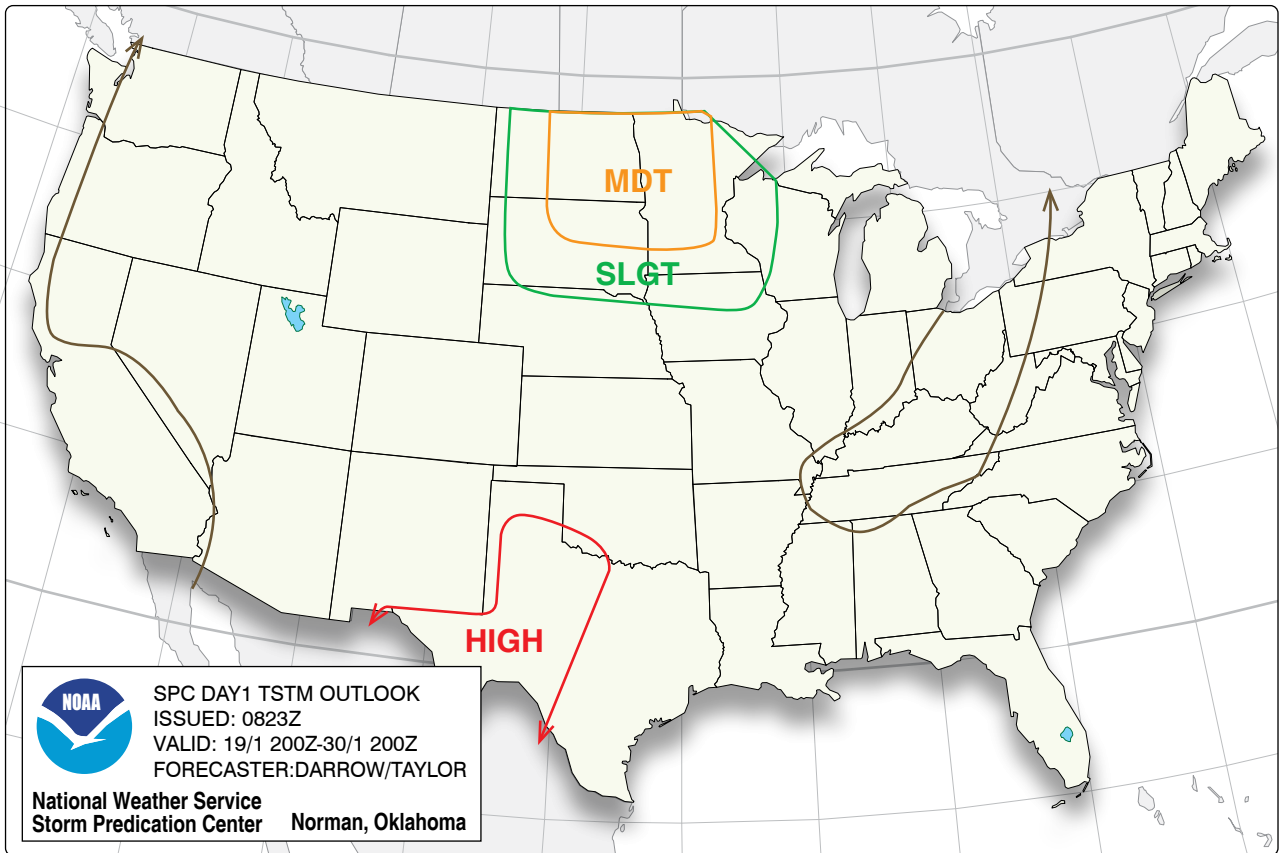 MDT
SLGT
HIGH
NOAA
SPC DAY1 TSTM OUTLOOK
ISSUED: 0823Z
VALID: 19/1 200Z-30/1 200Z
FORECASTER:DARROW/TAYLOR
National Weather Service
Storm Predication Center Norman, Oklahoma